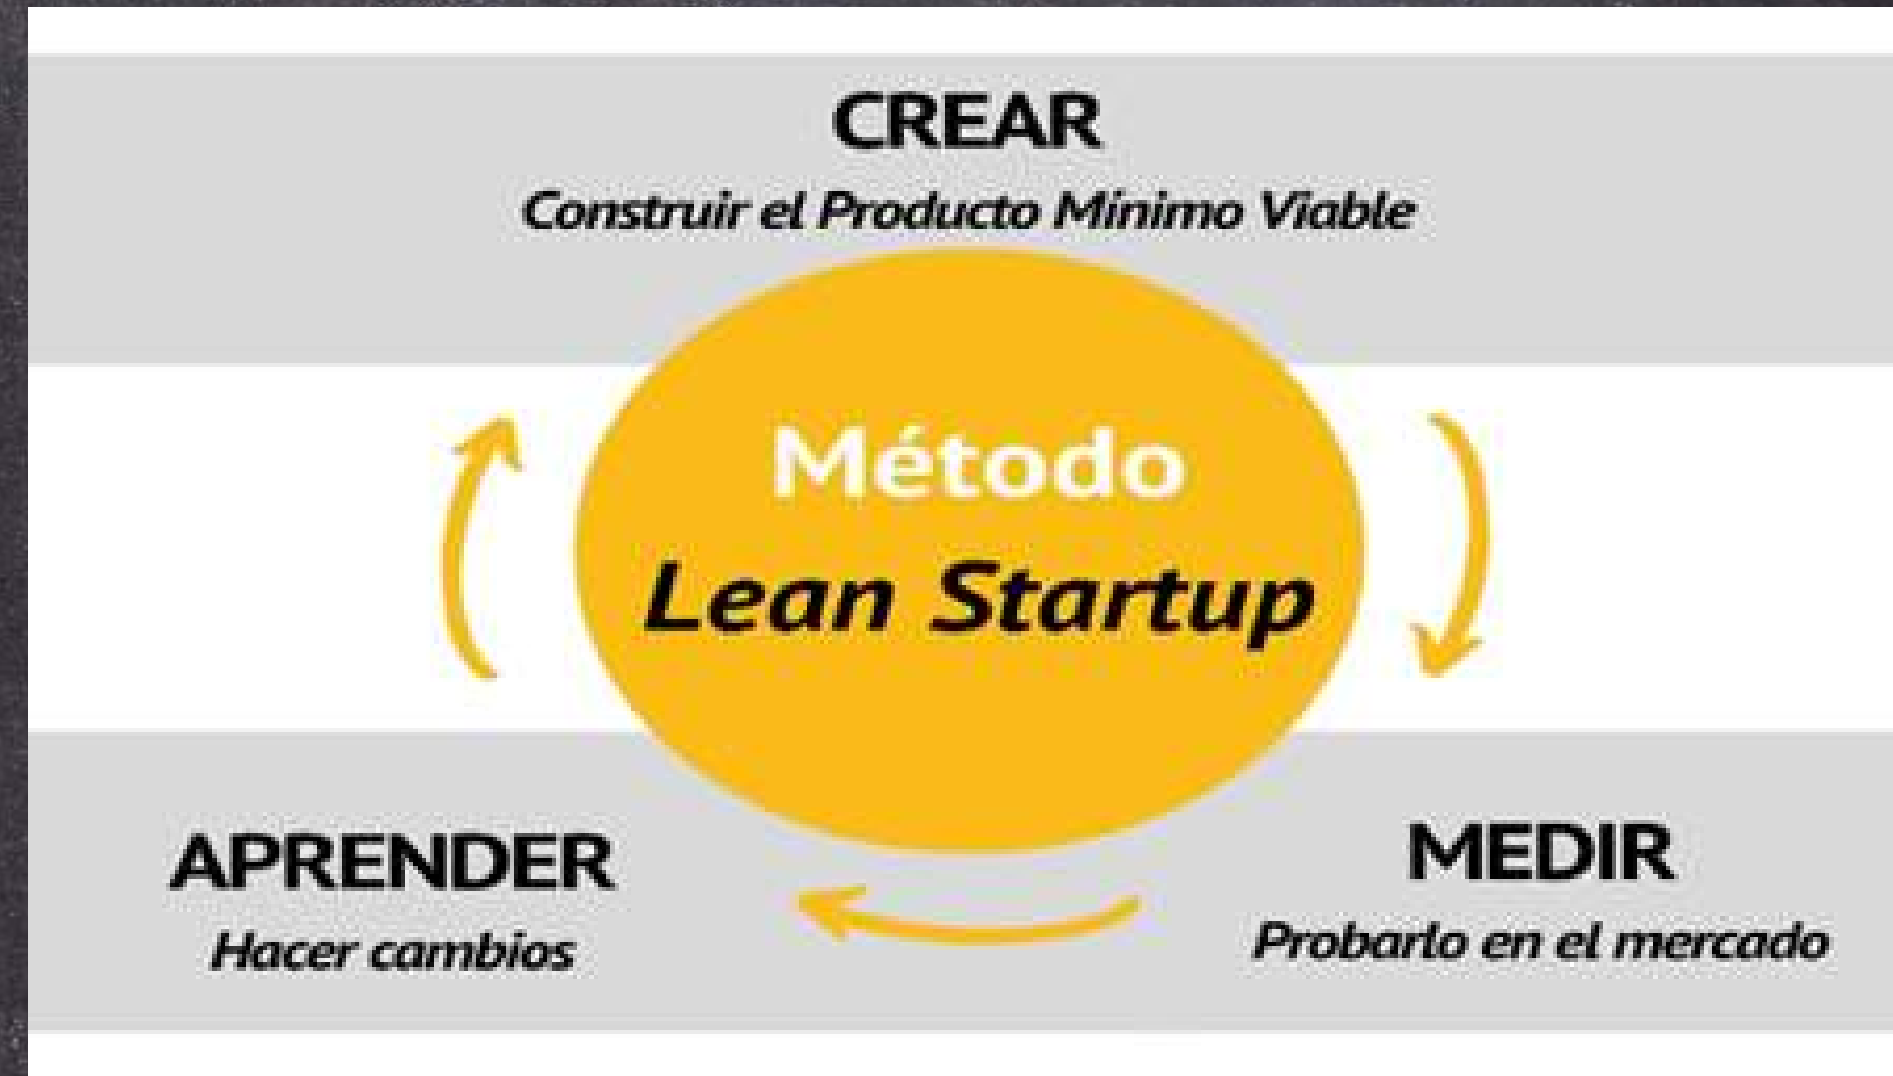 CREAR
Construir el Producto Mínimo Viable
Método
Lean Startup
APRENDER
Hacer cambios
MEDIR
Probarlo en el mercado